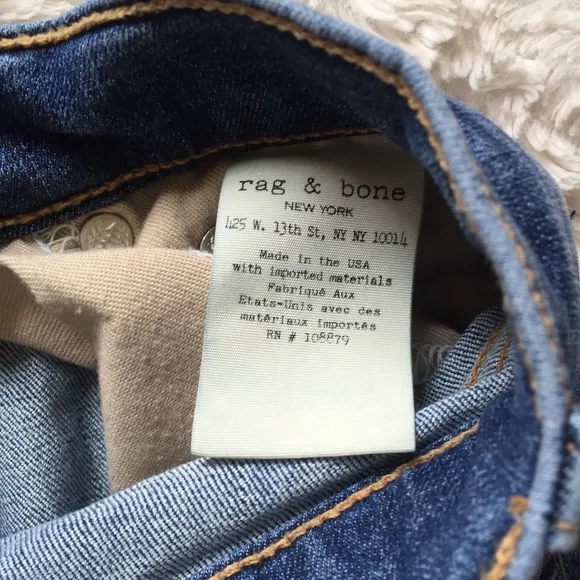 rag & bone
NEW YORK
425 W. 13th St, NY NY 10014
Made in the USA
with imported materials
Fabriqué Aux
Etats-Unis avec des
matériaux importés
RN # 108879